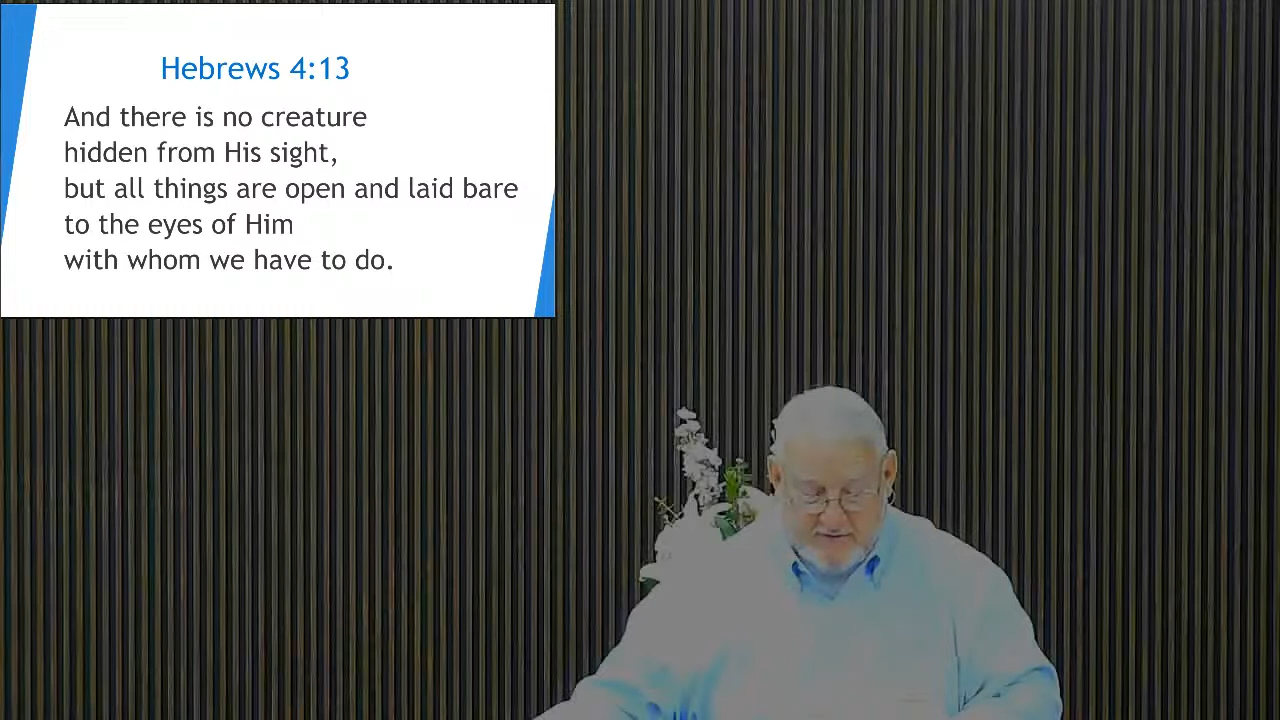 Hebrews 4:13
And there is no creature
hidden from His sight,
but all things are open and laid bare
to the eyes of Him
with whom we have to do.